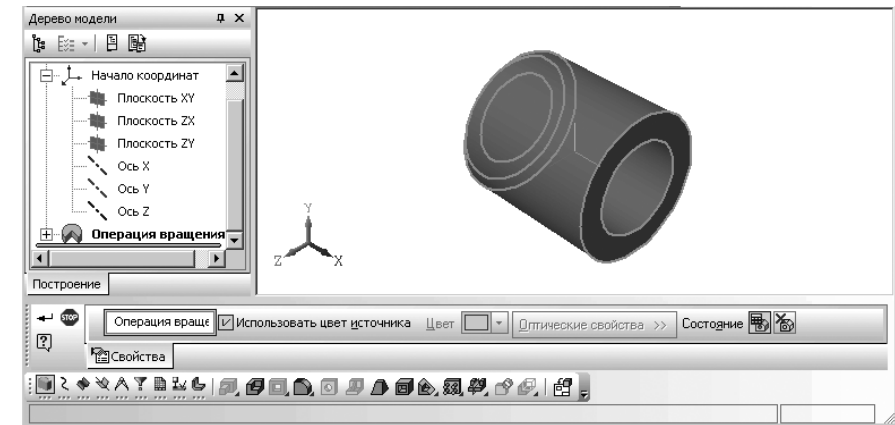 Дерево модели
Начало координат
Плоскость XY
Плоскость ZX
Плоскость ZY
Ось X
Ось Y
Ось Z
Операция вращения
Построение
Y
Z
X
STOP
Операция враще
Использовать цвет источника
Цвет
Оптические свойства >>
Состояние
Свойства